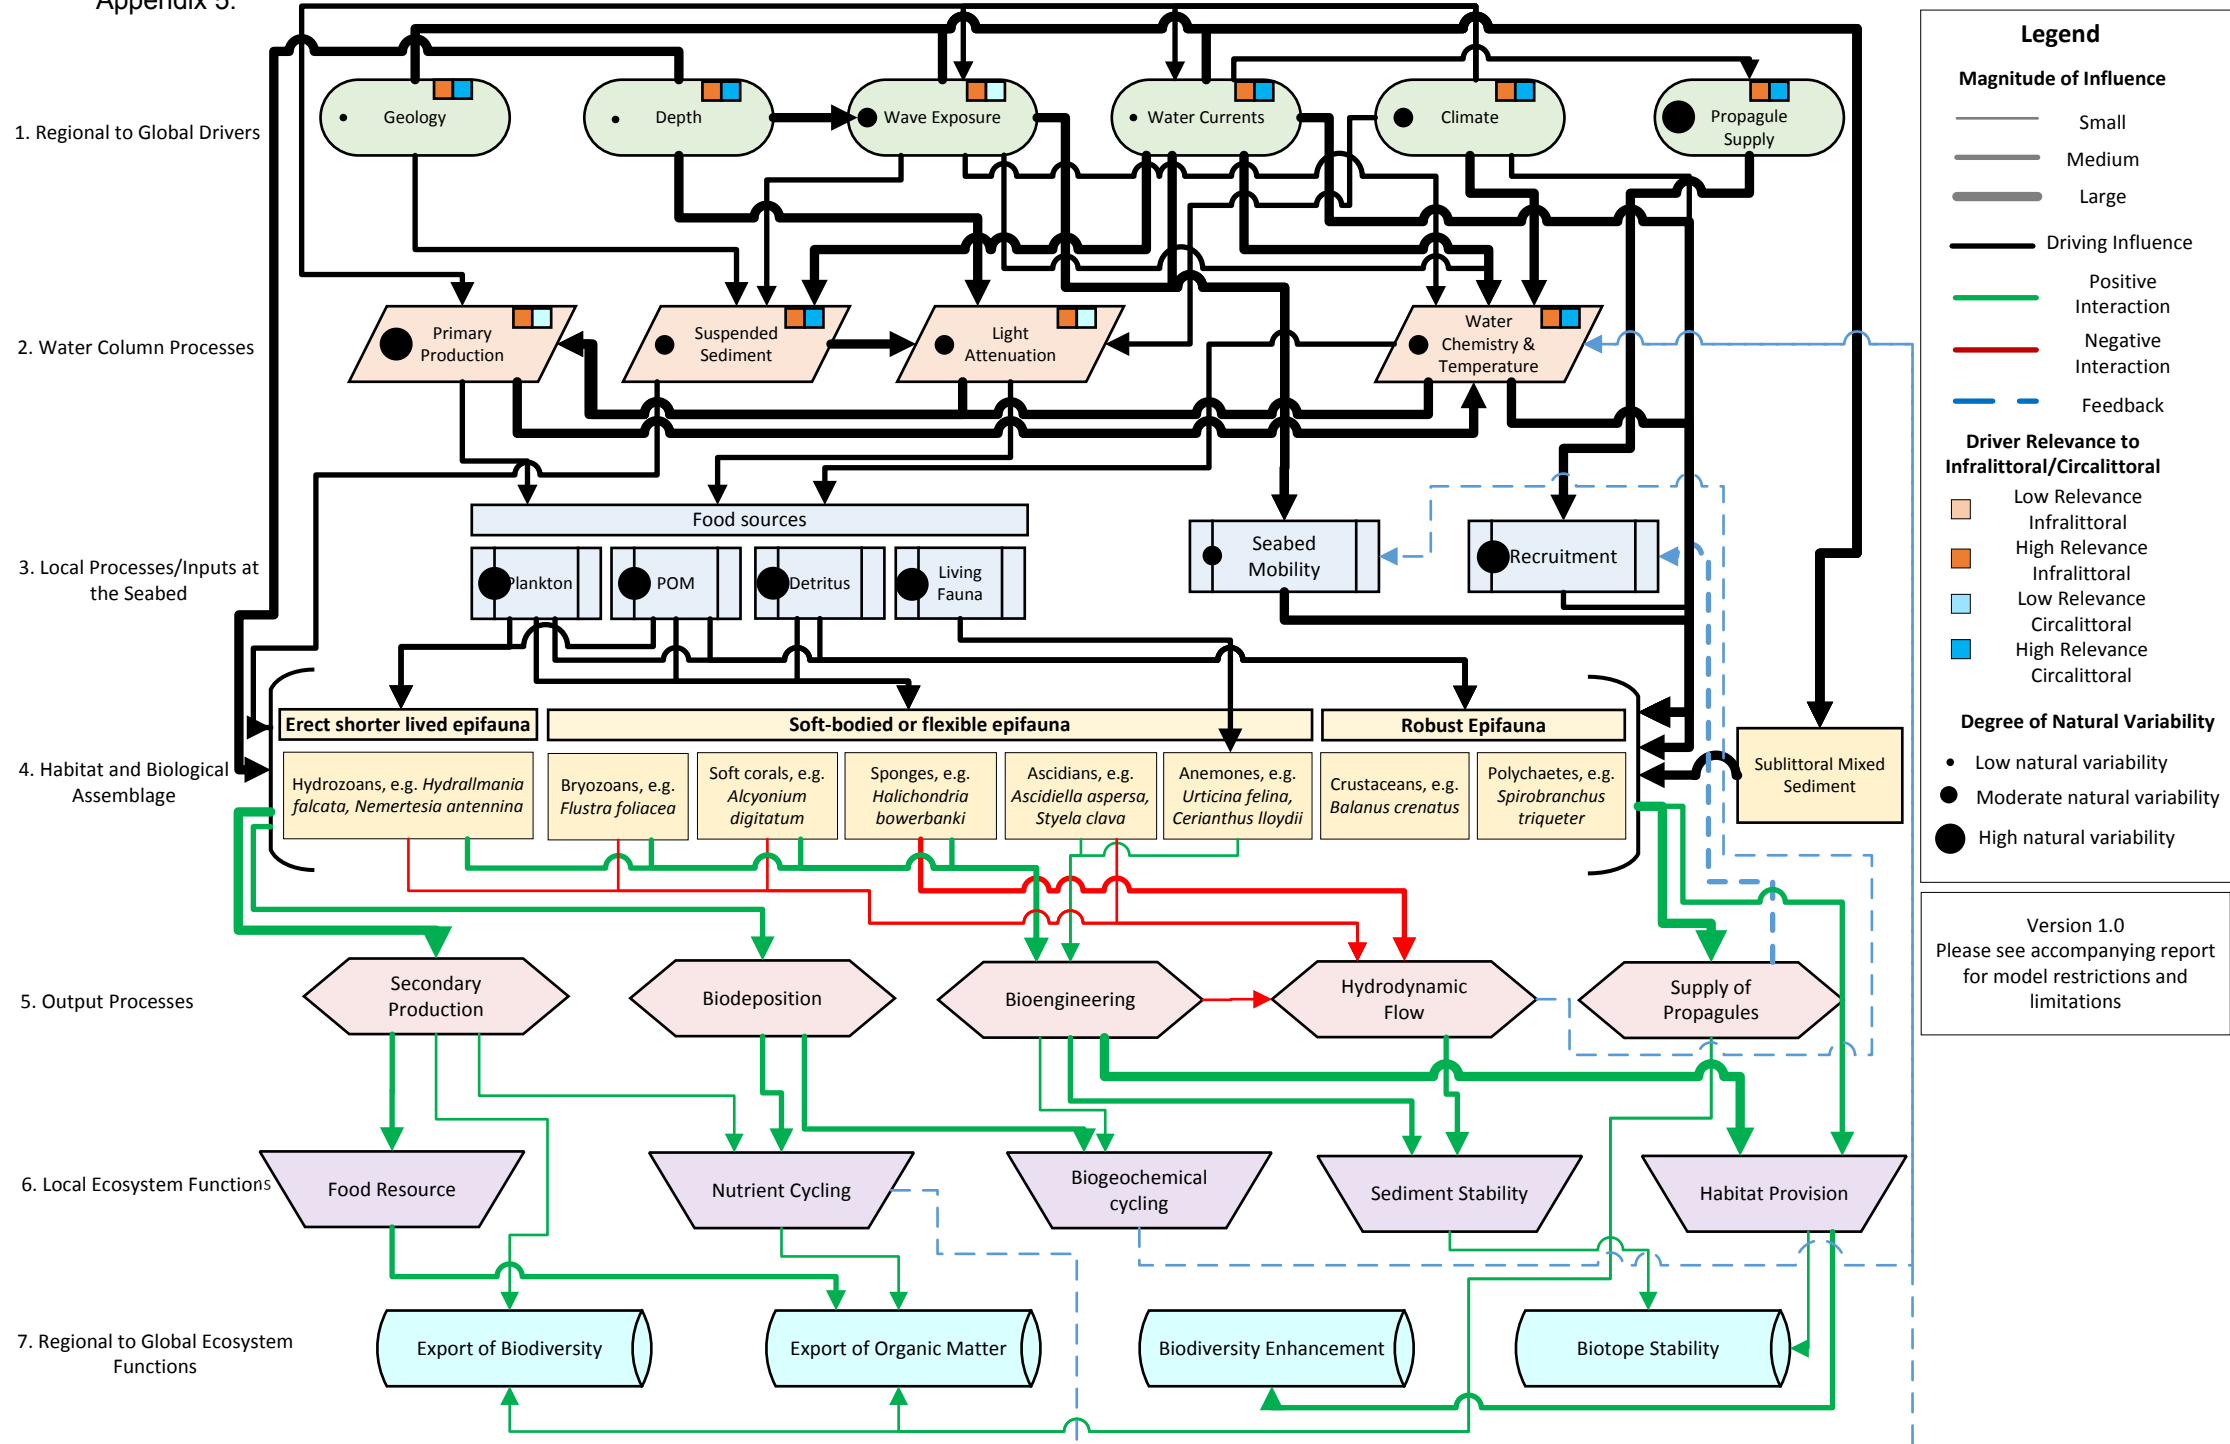 Appendix 5.
1. Regional to Global Drivers
Geology
Depth
Wave Exposure
Water Currents
Climate
Propagule
Supply
2. Water Column Processes
Primary
Production
Suspended
Sediment
Light
Attenuation
Water
Chemistry &
Temperature
3. Local Processes/Inputs at
the Seabed
Food sources
Plankton
POM
Detritus
Living
Fauna
Seabed
Mobility
Recruitment
4. Habitat and Biological
Assemblage
Erect shorter lived epifauna
Soft-bodied or flexible epifauna
Robust Epifauna
Hydrozoans, e.g. Hydrallmania
falcata, Nemertesia antennina
Bryozoans, e.g.
Flustra foliacea
Soft corals, e.g.
Alcyonium
digitatum
Sponges, e.g.
Halichondria
bowerbanki
Ascidians, e.g.
Ascidiella aspersa,
Styela clava
Anemones, e.g.
Urticina felina,
Cerianthus lloydii
Crustaceans, e.g.
Balanus crenatus
Polychaetes, e.g.
Spirobranchus
triqueter
Sublittoral Mixed
Sediment
5. Output Processes
Secondary
Production
Biodeposition
Bioengineering
Hydrodynamic
Flow
Supply of
Propagules
6. Local Ecosystem Functions
Food Resource
Nutrient Cycling
Biogeochemical
cycling
Sediment Stability
Habitat Provision
7. Regional to Global Ecosystem
Functions
Export of Biodiversity
Export of Organic Matter
Biodiversity Enhancement
Biotope Stability
Legend
Magnitude of Influence
Small
Medium
Large
Driving Influence
Positive
Interaction
Negative
Interaction
Feedback
Driver Relevance to
Infralittoral/Circalittoral
Low Relevance
Infralittoral
High Relevance
Infralittoral
Low Relevance
Circalittoral
High Relevance
Circalittoral
Degree of Natural Variability
Low natural variability
Moderate natural variability
High natural variability
Version 1.0
Please see accompanying report
for model restrictions and
limitations